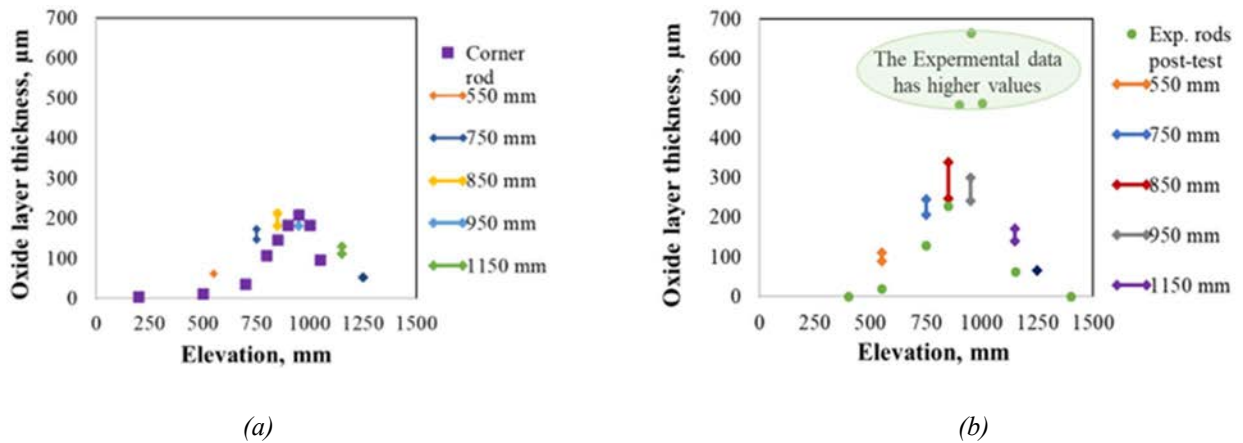 700
600
500
400
300
200
100
0
Oxide layer thickness, µm
0 250 500 750 1000 1250 1500
Elevation, mm
Corner
rod
550 mm
750 mm
850 mm
950 mm
1150 mm
(a)
700
600
500
400
300
200
100
0
Oxide layer thickness, µm
The Expermental data
has higher values
0 250 500 750 1000 1250 1500
Elevation, mm
Exp. rods
post-test
550 mm
750 mm
850 mm
950 mm
1150 mm
(b)